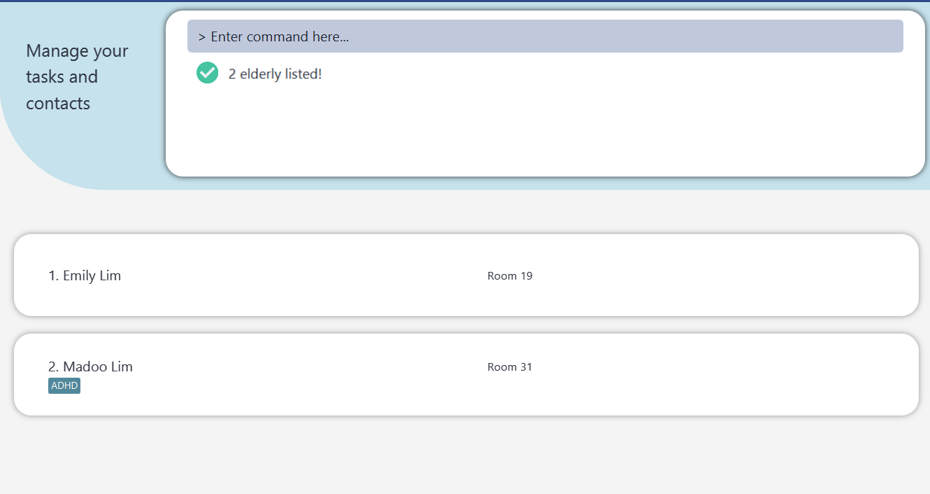 Manage your
tasks and
contacts
> Enter command here...
2 elderly listed!
1. Emily Lim
Room 19
2. Madoo Lim
Room 31
ADHD